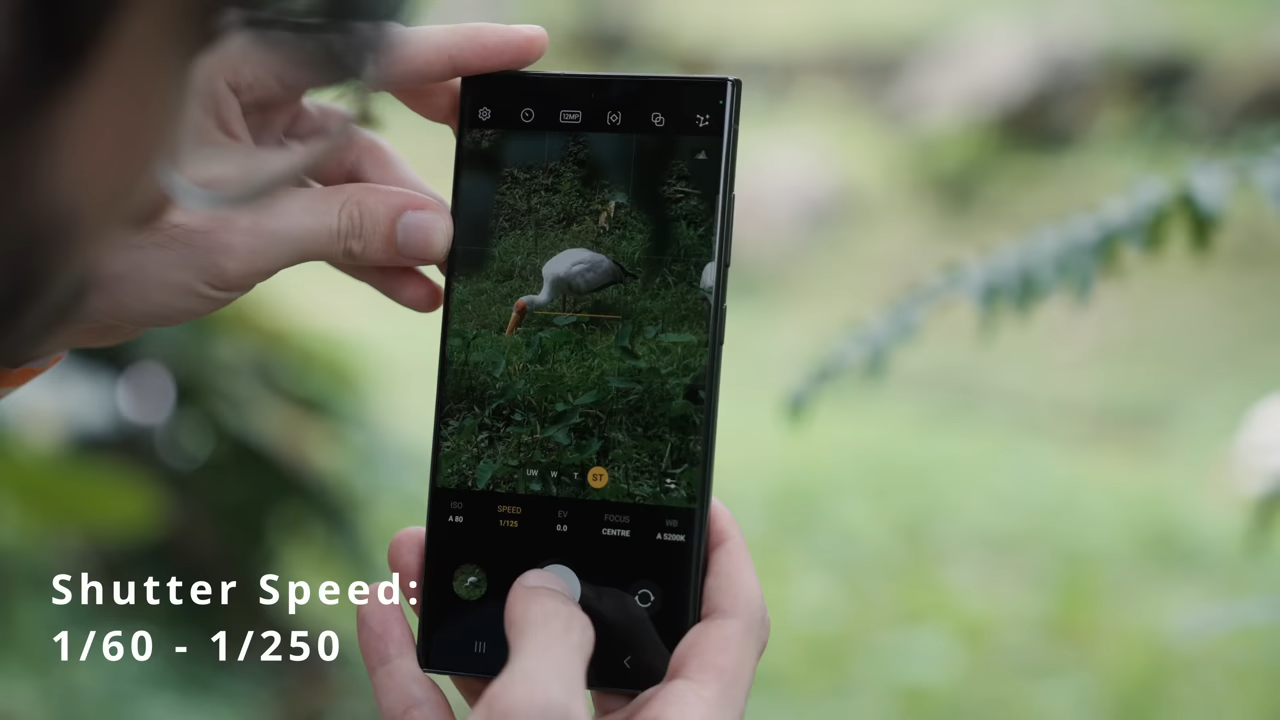 12MP
UW W T ST
ISO SPEED EV FOCUS WB
A 80 1/125 0.0 CENTRE A 5200K
Shutter Speed:
1/60 - 1/250